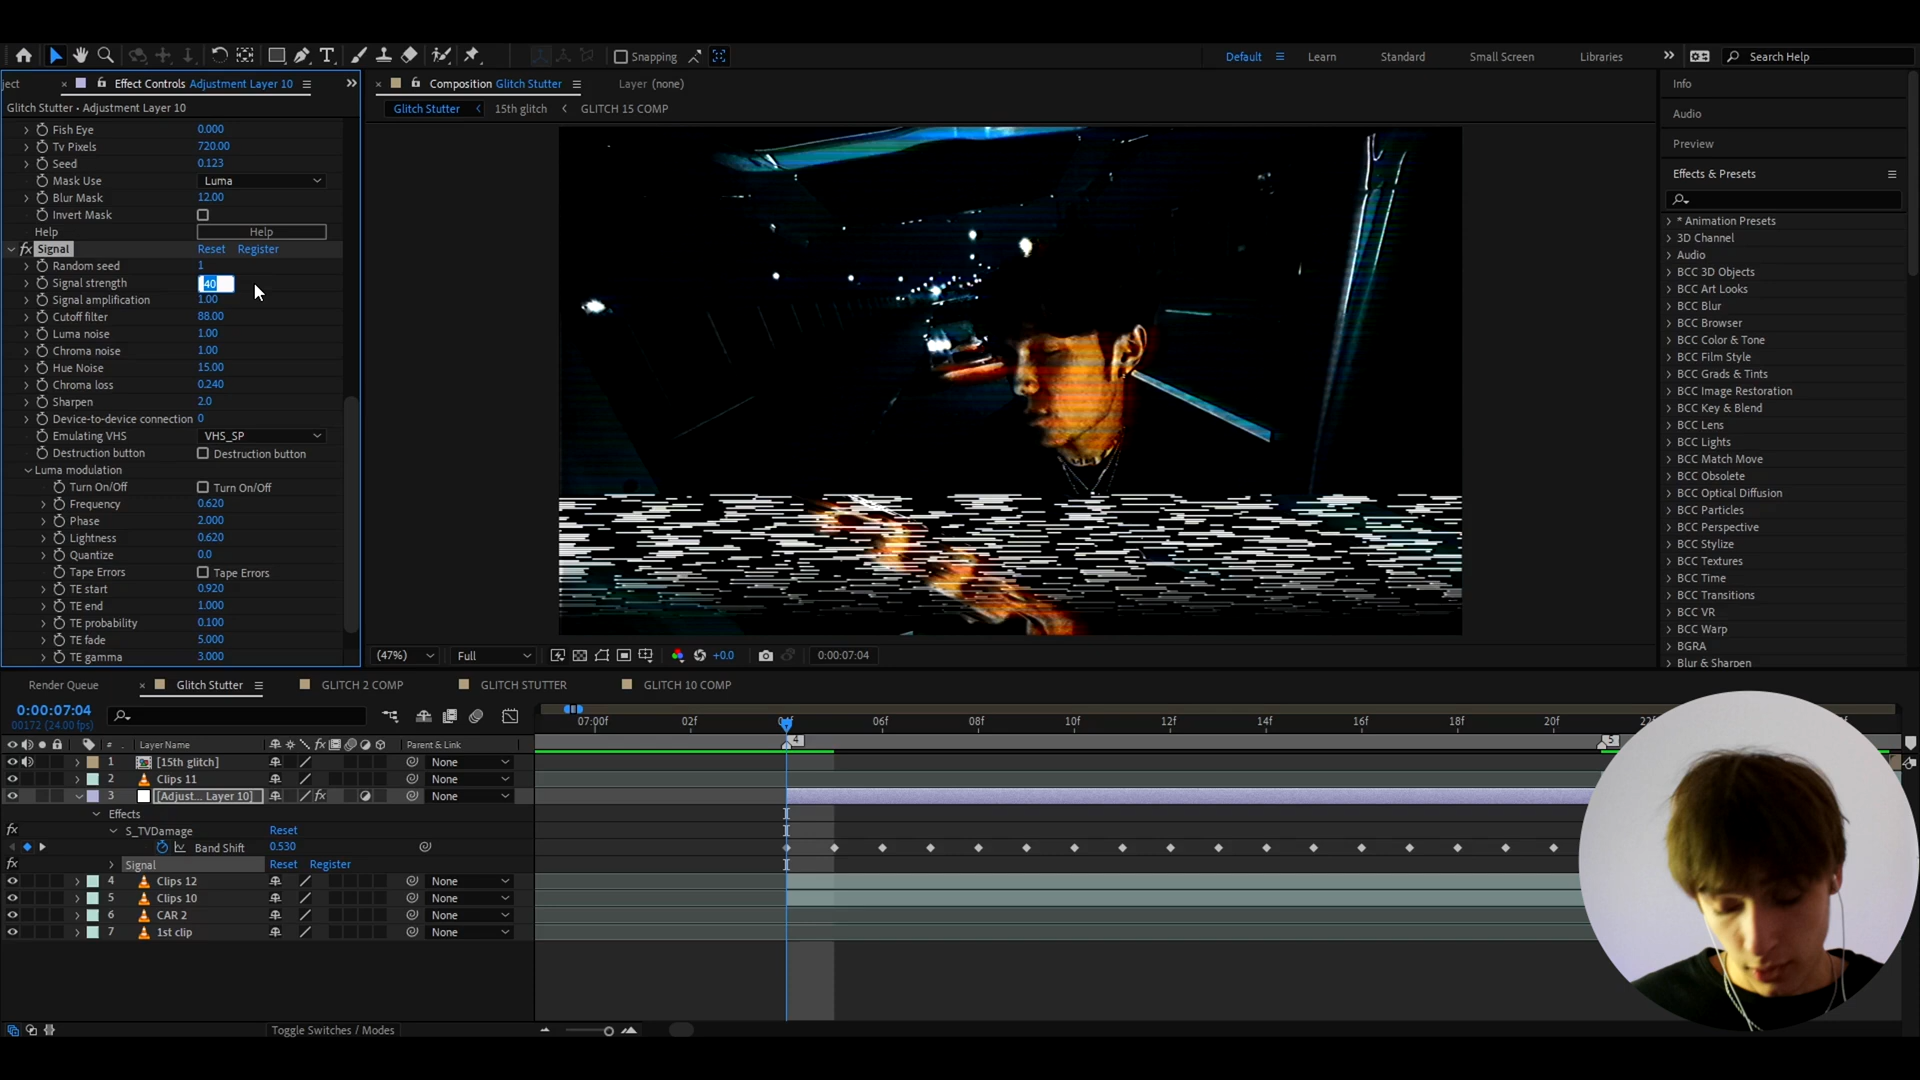 Snapping
Default
Learn
Standard
Small Screen
Libraries
Search Help
ject
Effect Controls Adjustment Layer 10
Composition Glitch Stutter
Layer (none)
Glitch Stutter • Adjustment Layer 10
Glitch Stutter
15th glitch
GLITCH 15 COMP
Fish Eye 0.000
Tv Pixels 720.00
Seed 0.123
Mask Use Luma
Blur Mask 12.00
Invert Mask
Help Help
fx Signal Reset Register
Random seed 1
Signal strength 40
Signal amplification 1.00
Cutoff filter 88.00
Luma noise 1.00
Chroma noise 1.00
Hue Noise 15.00
Chroma loss 0.240
Sharpen 2.0
Device-to-device connection 0
Emulating VHS VHS_SP
Destruction button Destruction button
Luma modulation
Turn On/Off Turn On/Off
Frequency 0.620
Phase 2.000
Lightness 0.620
Quantize 0.0
Tape Errors Tape Errors
TE start 0.920
TE end 1.000
TE probability 0.100
TE fade 5.000
TE gamma 3.000
(47%)
Full
+0.0
0:00:07:04
Info
Audio
Preview
Effects & Presets
* Animation Presets
3D Channel
Audio
BCC 3D Objects
BCC Art Looks
BCC Blur
BCC Browser
BCC Color & Tone
BCC Film Style
BCC Grads & Tints
BCC Image Restoration
BCC Key & Blend
BCC Lens
BCC Lights
BCC Match Move
BCC Obsolete
BCC Optical Diffusion
BCC Particles
BCC Perspective
BCC Stylize
BCC Textures
BCC Time
BCC Transitions
BCC VR
BCC Warp
BGRA
Blur & Sharpen
Render Queue
Glitch Stutter
GLITCH 2 COMP
GLITCH STUTTER
GLITCH 10 COMP
0:00:07:04
00172 (24.00 fps)
07:00f 02f 04f 06f 08f 10f 12f 14f 16f 18f 20f
4
5
# Layer Name fx Parent & Link
1 [15th glitch] None
2 Clips 11 None
3 [Adjust... Layer 10] fx None
Effects
fx S_TVDamage Reset
Band Shift 0.530
fx Signal Reset Register
4 Clips 12 None
5 Clips 10 None
6 CAR 2 None
7 1st clip None
Toggle Switches / Modes